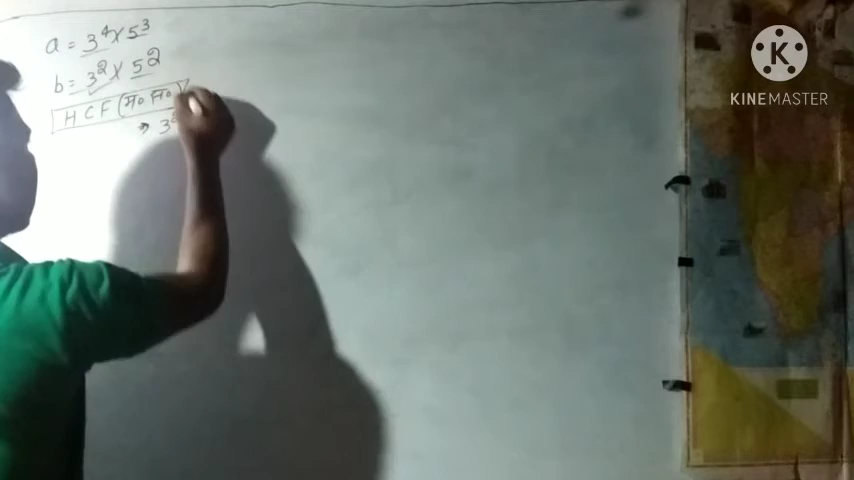 a = 3⁴ × 5³
b = 3² × 5²
HCF (म० स०)
→ 3²
KINEMASTER